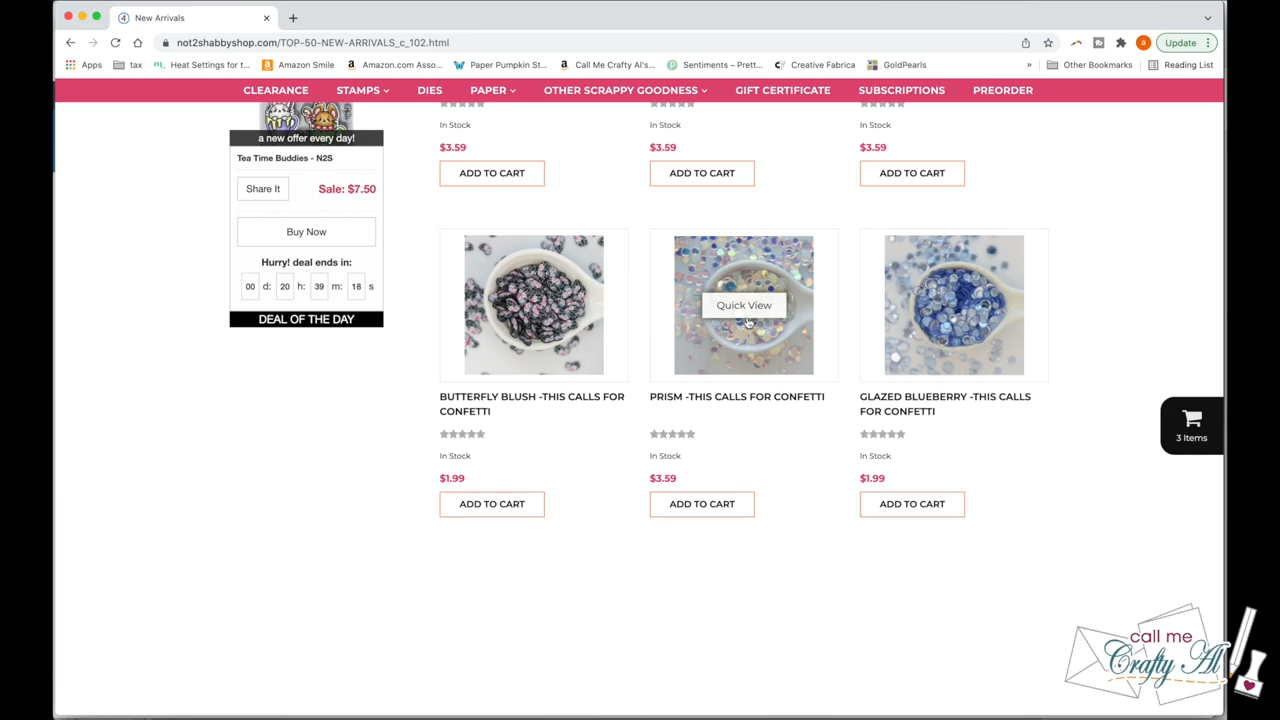 New Arrivals
not2shabbyshop.com/TOP-50-NEW-ARRIVALS_c_102.html
Update
Apps
tax
Heat Settings for t...
Amazon Smile
Amazon.com Asso...
Paper Pumpkin St...
Call Me Crafty Al's...
Sentiments – Prett...
Creative Fabrica
GoldPearls
»
Other Bookmarks
Reading List
CLEARANCE
STAMPS
DIES
PAPER
OTHER SCRAPPY GOODNESS
GIFT CERTIFICATE
SUBSCRIPTIONS
PREORDER
a new offer every day!
Tea Time Buddies - N2S
Share It
Sale: $7.50
Buy Now
Hurry! deal ends in:
00 d: 20 h: 39 m: 18 s
DEAL OF THE DAY
In Stock
$3.59
ADD TO CART
In Stock
$3.59
ADD TO CART
In Stock
$3.59
ADD TO CART
BUTTERFLY BLUSH -THIS CALLS FOR
CONFETTI
In Stock
$1.99
ADD TO CART
Quick View
PRISM -THIS CALLS FOR CONFETTI
In Stock
$3.59
ADD TO CART
GLAZED BLUEBERRY -THIS CALLS
FOR CONFETTI
In Stock
$1.99
ADD TO CART
3 Items
call me
Crafty Al